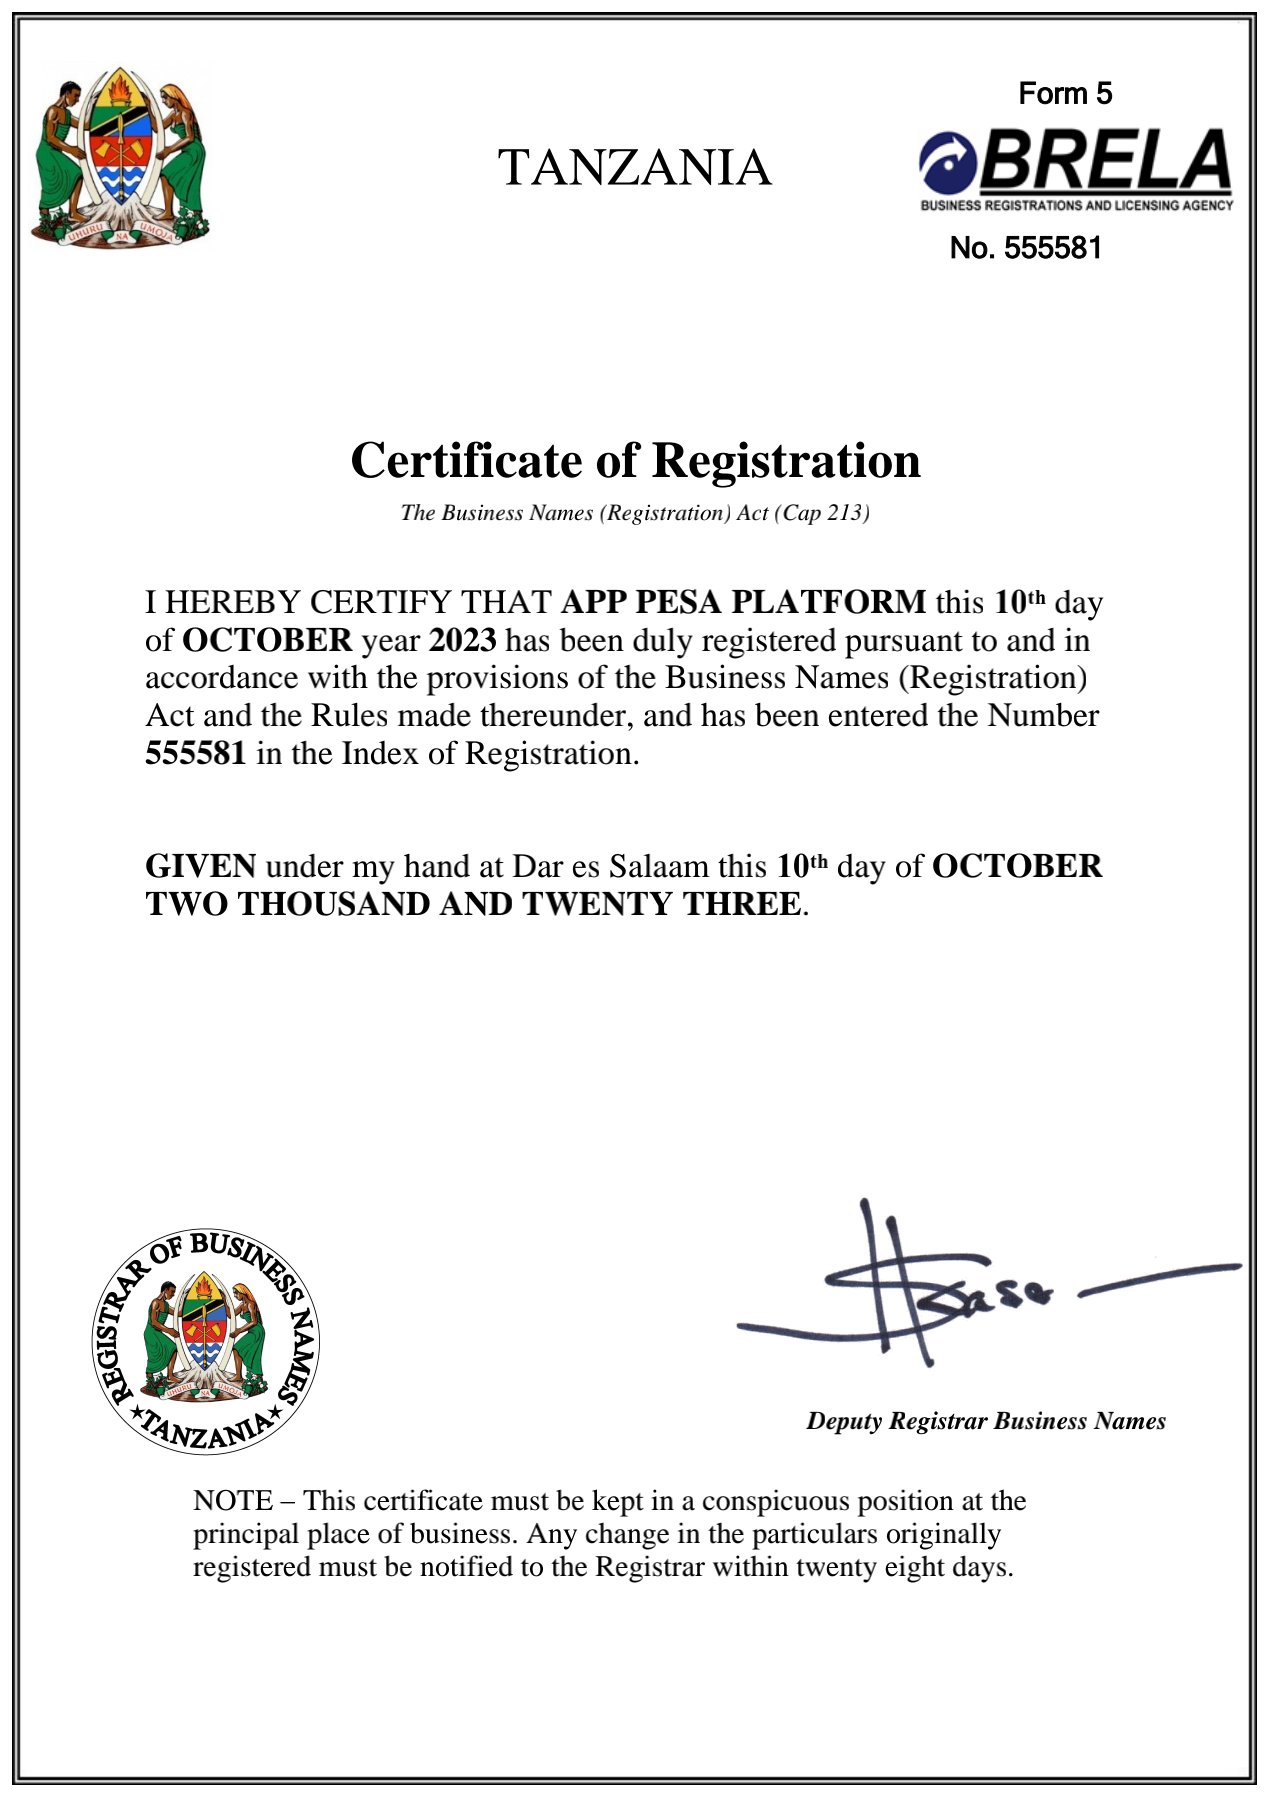 Form 5
TANZANIA
BRELA
BUSINESS REGISTRATIONS AND LICENSING AGENCY
No. 555581
UHURU NA UMOJA
Certificate of Registration
The Business Names (Registration) Act (Cap 213)
I HEREBY CERTIFY THAT APP PESA PLATFORM this 10th day
of OCTOBER year 2023 has been duly registered pursuant to and in
accordance with the provisions of the Business Names (Registration)
Act and the Rules made thereunder, and has been entered the Number
555581 in the Index of Registration.
GIVEN under my hand at Dar es Salaam this 10th day of OCTOBER
TWO THOUSAND AND TWENTY THREE.
REGISTRAR OF BUSINESS NAMES
UHURU NA UMOJA
★TANZANIA★
Deputy Registrar Business Names
NOTE – This certificate must be kept in a conspicuous position at the
principal place of business. Any change in the particulars originally
registered must be notified to the Registrar within twenty eight days.